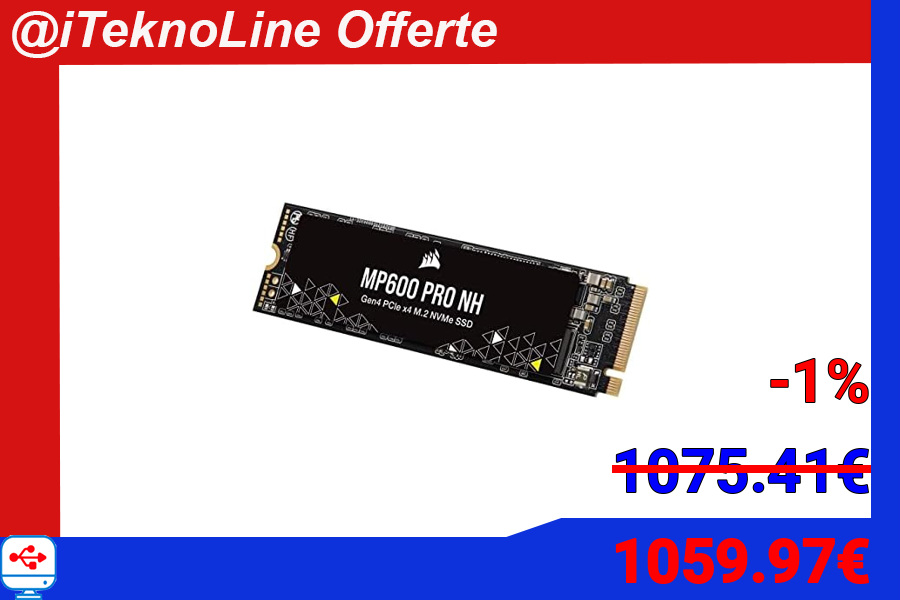 @iTeknoLine Offerte
MP600 PRO NH
Gen4 PCIe x4 M.2 NVMe SSD
-1%
1075.41€
1059.97€